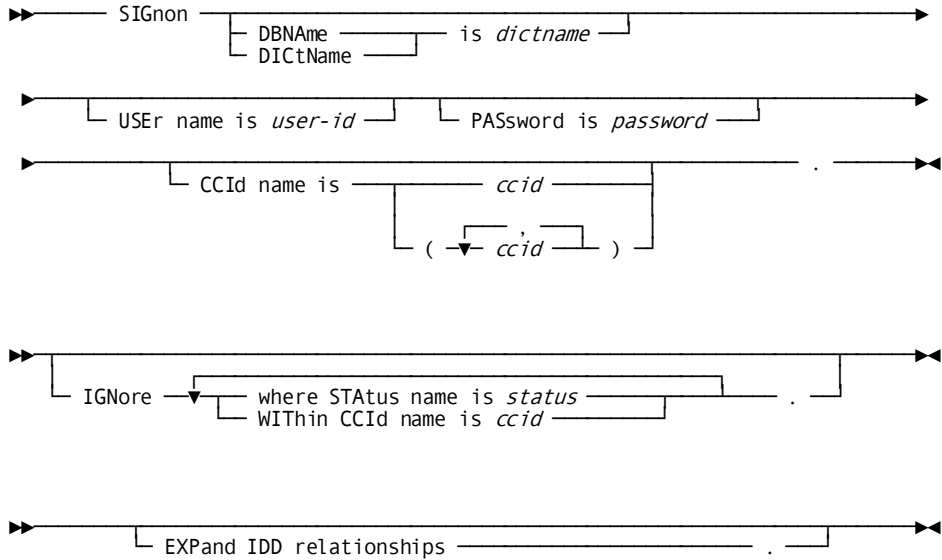 SIGnon
DBNAme is dictname
DICtName
USEr name is user-id PASsword is password
CCId name is ccid .
,
( ccid )
IGNore where STAtus name is status .
WIThin CCId name is ccid
EXPand IDD relationships .